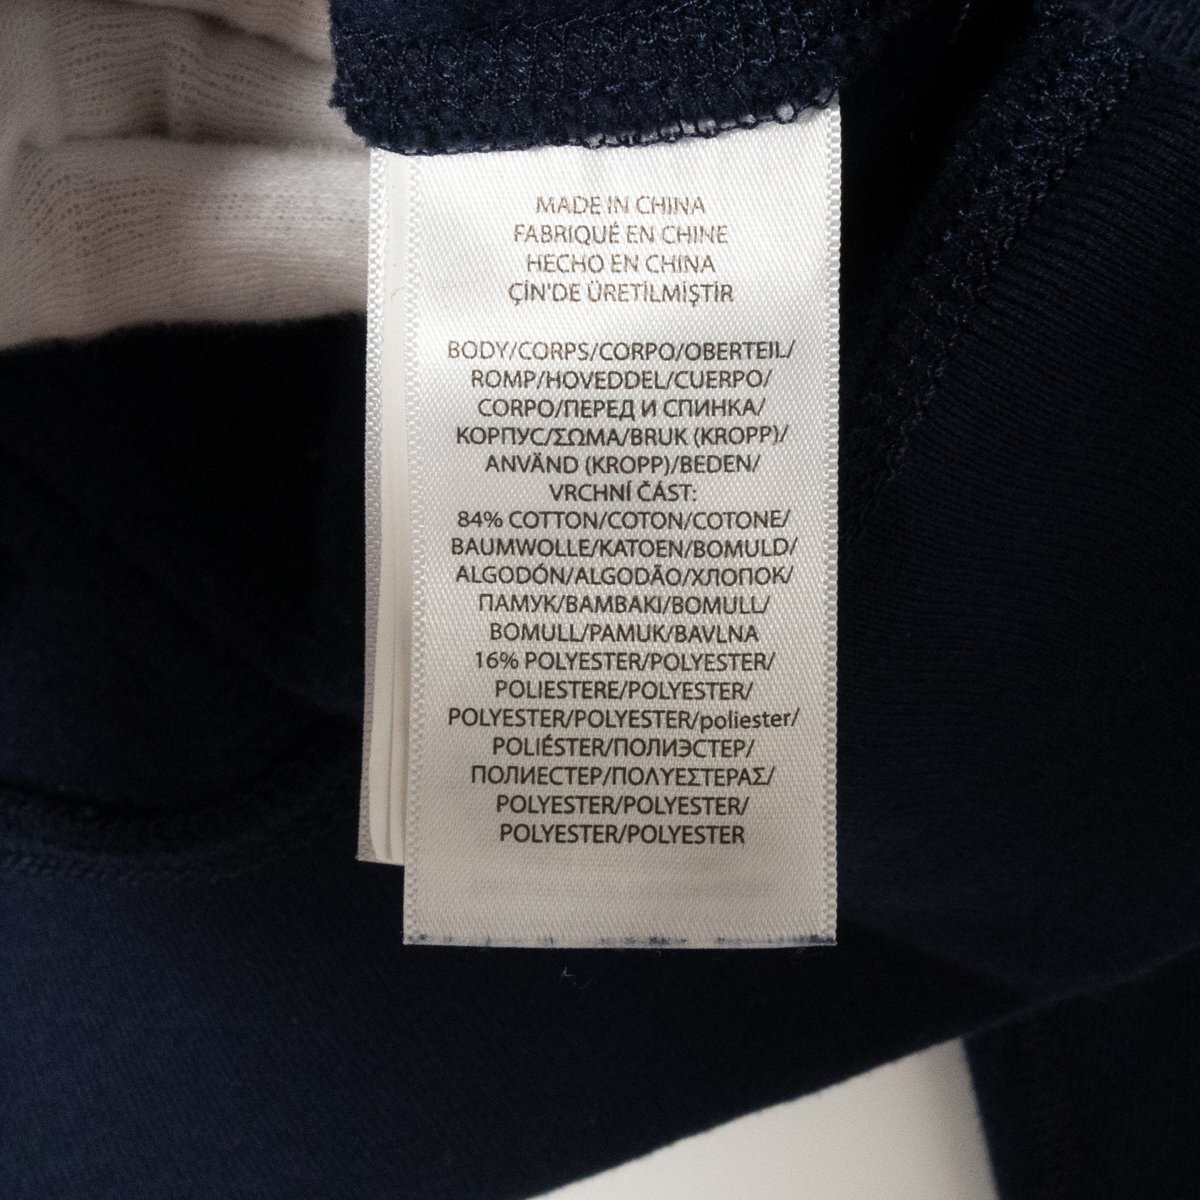 MADE IN CHINA
FABRIQUÉ EN CHINE
HECHO EN CHINA
ÇİN'DE ÜRETİLMİŞTİR
BODY/CORPS/CORPO/OBERTEIL/
ROMP/HOVEDDEL/CUERPO/
CORPO/ПЕРЕД И СПИНКА/
КОРПУС/ΣΩΜΑ/BRUK (KROPP)/
ANVÄND (KROPP)/BEDEN/
VRCHNÍ ČÁST:
84% COTTON/COTON/COTONE/
BAUMWOLLE/KATOEN/BOMULD/
ALGODÓN/ALGODÃO/ХЛОПОК/
ПАМУК/BAMBAKI/BOMULL/
BOMULL/PAMUK/BAVLNA
16% POLYESTER/POLYESTER/
POLIESTERE/POLYESTER/
POLYESTER/POLYESTER/poliester/
POLIÉSTER/ПОЛИЭСТЕР/
ПОЛИЕСТЕР/ΠΟΛΥΕΣΤΕΡΑΣ/
POLYESTER/POLYESTER/
POLYESTER/POLYESTER